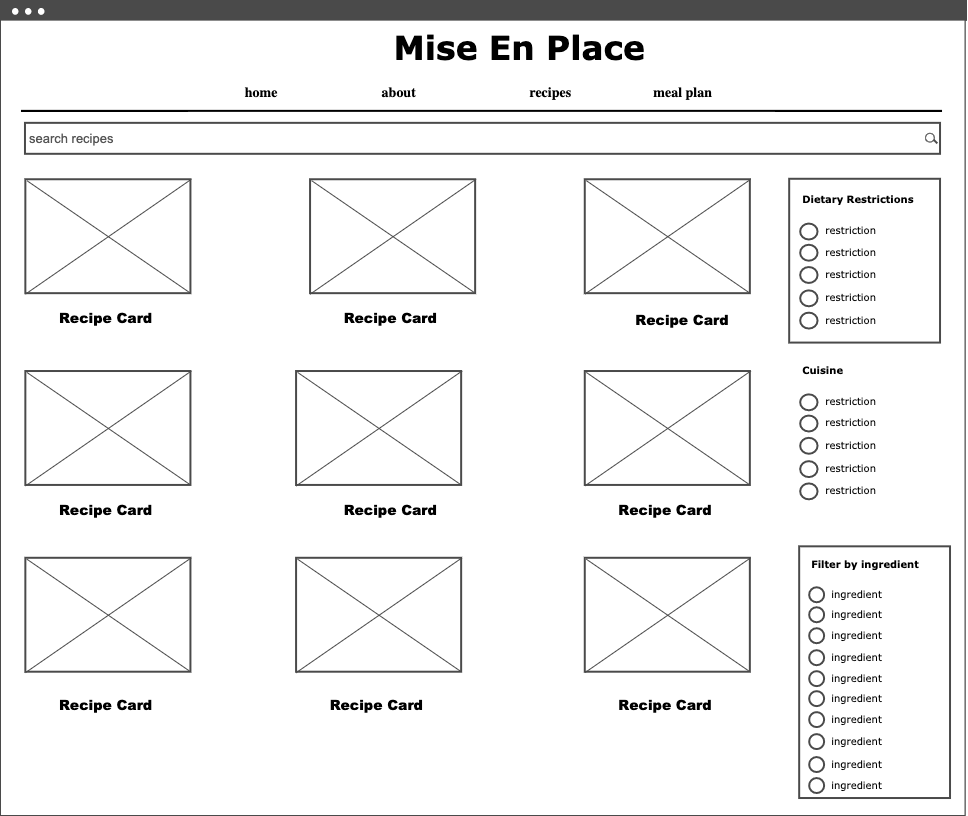 Mise En Place
home about recipes meal plan
search recipes
Recipe Card Recipe Card Recipe Card
Recipe Card Recipe Card Recipe Card
Recipe Card Recipe Card Recipe Card
Dietary Restrictions
restriction
restriction
restriction
restriction
restriction
Cuisine
restriction
restriction
restriction
restriction
restriction
Filter by ingredient
ingredient
ingredient
ingredient
ingredient
ingredient
ingredient
ingredient
ingredient
ingredient
ingredient